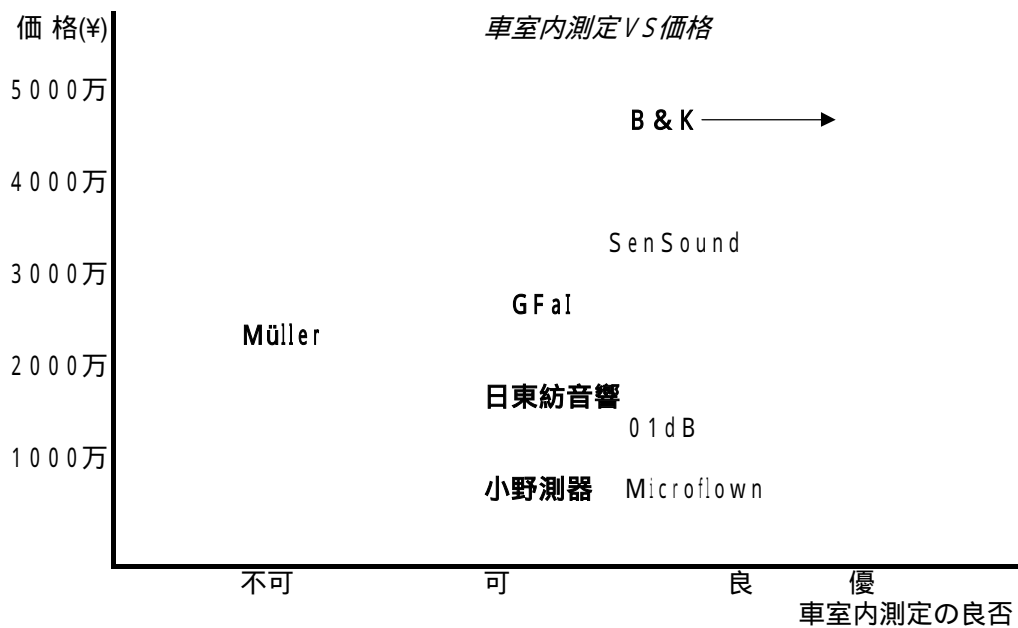 価 格(¥)
車室内測定VS価格
5000万
B&K
4000万
SenSound
3000万
GFaI
Müller
2000万
日東紡音響
01dB
1000万
小野測器 Microflown
不可 可 良 優
車室内測定の良否